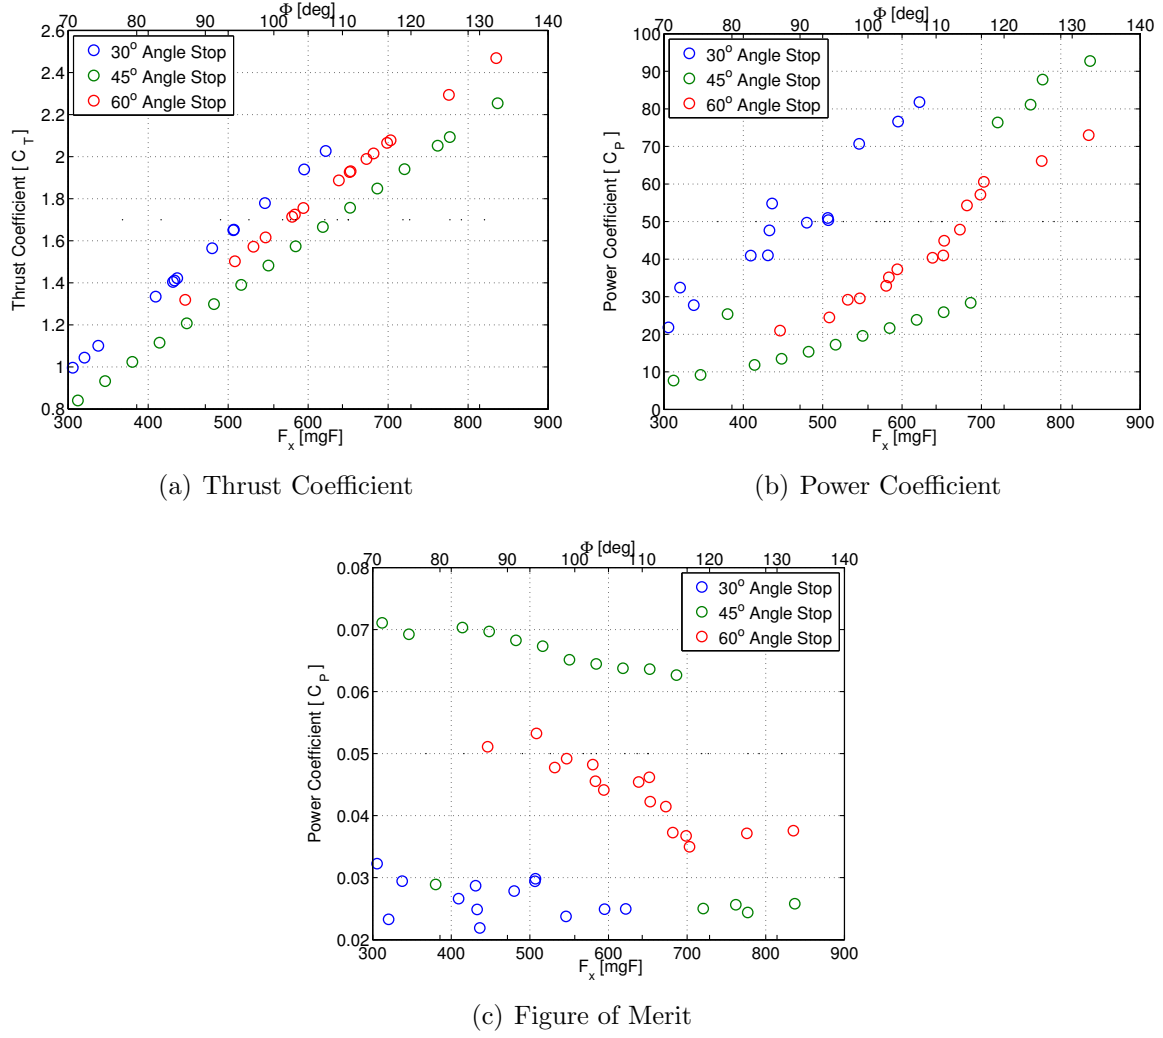 Φ [deg]
70 80 90 100 110 120 130 140
2.6
2.4
2.2
2
1.8
1.6
1.4
1.2
1
0.8
Thrust Coefficient [ C_T ]
30° Angle Stop
45° Angle Stop
60° Angle Stop
300 400 500 600 700 800 900
F_x [mgF]
(a) Thrust Coefficient
Φ [deg]
70 80 90 100 110 120 130 140
100
90
80
70
60
50
40
30
20
10
0
Power Coefficient [ C_P ]
30° Angle Stop
45° Angle Stop
60° Angle Stop
300 400 500 600 700 800 900
F_x [mgF]
(b) Power Coefficient
Φ [deg]
70 80 90 100 110 120 130 140
0.08
0.07
0.06
0.05
0.04
0.03
0.02
Power Coefficient [ C_P ]
30° Angle Stop
45° Angle Stop
60° Angle Stop
300 400 500 600 700 800 900
F_x [mgF]
(c) Figure of Merit